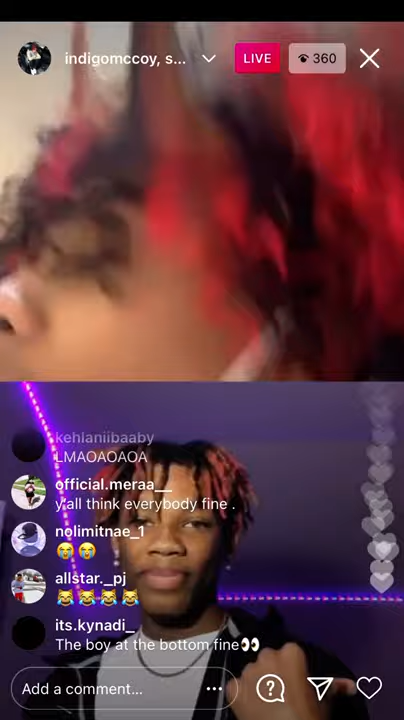 indigomccoy, s...
LIVE
360
kehlaniibaaby
LMAOAOAOA
official.meraa__
y'all think everybody fine .
nolimitnae_1
😭😭
allstar._pj
😹😹😹😹
its.kynadi_
The boy at the bottom fine👀
Add a comment...